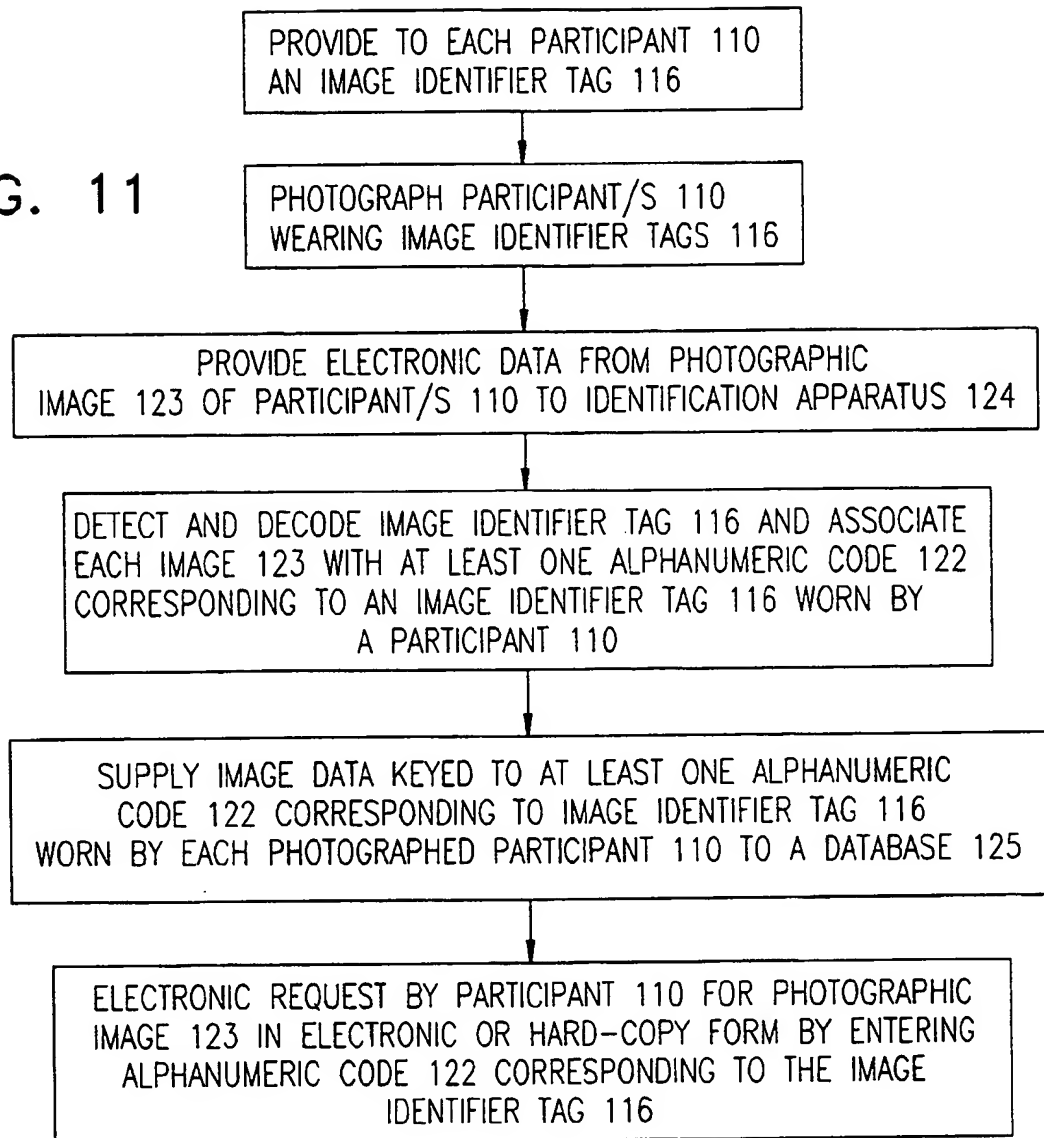 PROVIDE TO EACH PARTICIPANT 110
AN IMAGE IDENTIFIER TAG 116
G. 11
PHOTOGRAPH PARTICIPANT/S 110
WEARING IMAGE IDENTIFIER TAGS 116
PROVIDE ELECTRONIC DATA FROM PHOTOGRAPHIC
IMAGE 123 OF PARTICIPANT/S 110 TO IDENTIFICATION APPARATUS 124
DETECT AND DECODE IMAGE IDENTIFIER TAG 116 AND ASSOCIATE
EACH IMAGE 123 WITH AT LEAST ONE ALPHANUMERIC CODE 122
CORRESPONDING TO AN IMAGE IDENTIFIER TAG 116 WORN BY
A PARTICIPANT 110
SUPPLY IMAGE DATA KEYED TO AT LEAST ONE ALPHANUMERIC
CODE 122 CORRESPONDING TO IMAGE IDENTIFIER TAG 116
WORN BY EACH PHOTOGRAPHED PARTICIPANT 110 TO A DATABASE 125
ELECTRONIC REQUEST BY PARTICIPANT 110 FOR PHOTOGRAPHIC
IMAGE 123 IN ELECTRONIC OR HARD-COPY FORM BY ENTERING
ALPHANUMERIC CODE 122 CORRESPONDING TO THE IMAGE
IDENTIFIER TAG 116